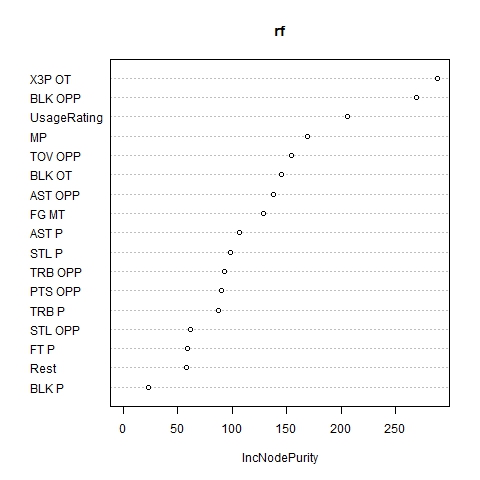 rf
X3P OT
BLK OPP
UsageRating
MP
TOV OPP
BLK OT
AST OPP
FG MT
AST P
STL P
TRB OPP
PTS OPP
TRB P
STL OPP
FT P
Rest
BLK P
0 50 100 150 200 250
IncNodePurity